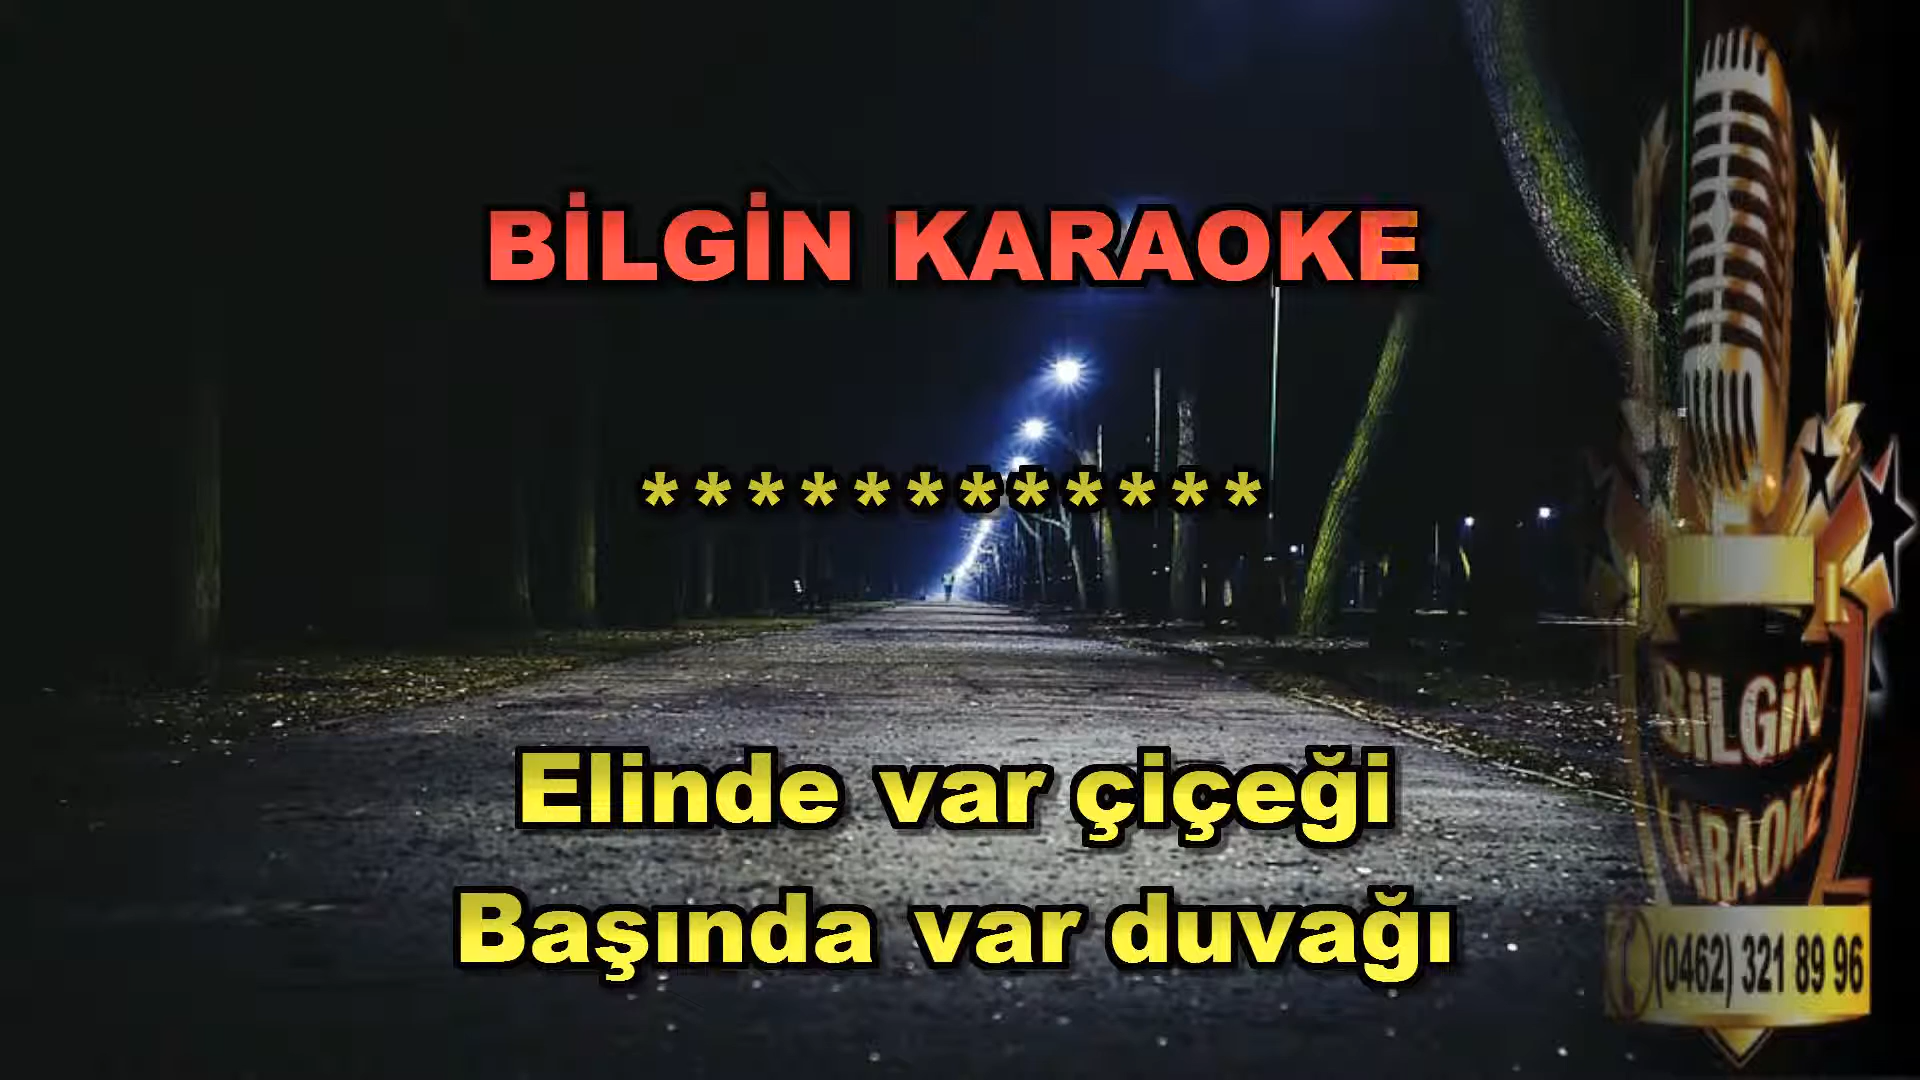 BİLGİN KARAOKE
************
Elinde var çiçeği
Başında var duvağı
BİLGİN
KARAOKE
(0462) 321 89 96